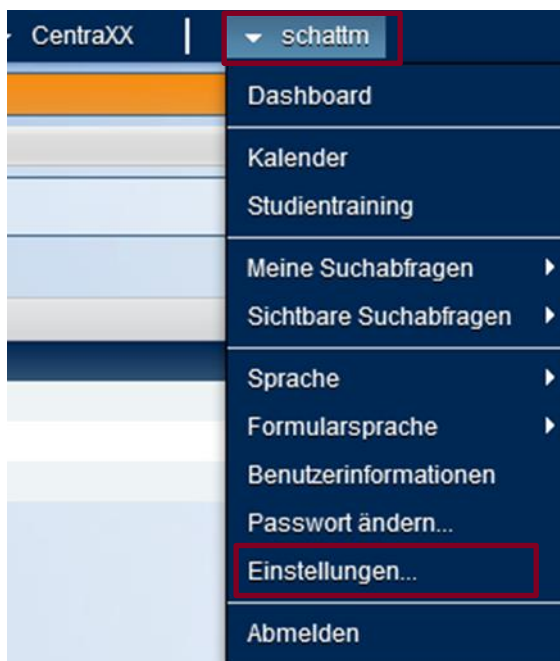 CentraXX
schattm
Dashboard
Kalender
Studientraining
Meine Suchabfragen
Sichtbare Suchabfragen
Sprache
Formularsprache
Benutzerinformationen
Passwort ändern...
Einstellungen...
Abmelden